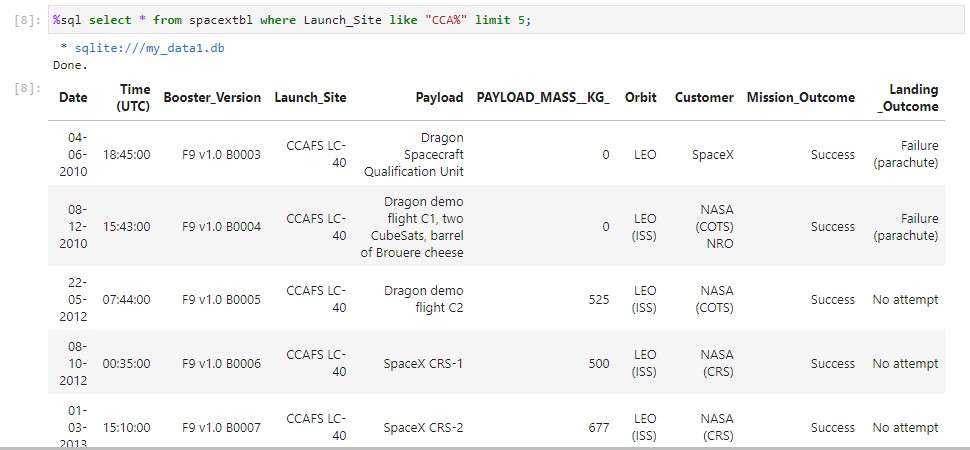 [8]: %sql select * from spacextbl where Launch_Site like "CCA%" limit 5;
* sqlite:///my_data1.db
Done.
[8]:
Date Time (UTC) Booster_Version Launch_Site Payload PAYLOAD_MASS__KG_ Orbit Customer Mission_Outcome Landing _Outcome
04-06-2010 18:45:00 F9 v1.0 B0003 CCAFS LC-40 Dragon Spacecraft Qualification Unit 0 LEO SpaceX Success Failure (parachute)
08-12-2010 15:43:00 F9 v1.0 B0004 CCAFS LC-40 Dragon demo flight C1, two CubeSats, barrel of Brouere cheese 0 LEO (ISS) NASA (COTS) NRO Success Failure (parachute)
22-05-2012 07:44:00 F9 v1.0 B0005 CCAFS LC-40 Dragon demo flight C2 525 LEO (ISS) NASA (COTS) Success No attempt
08-10-2012 00:35:00 F9 v1.0 B0006 CCAFS LC-40 SpaceX CRS-1 500 LEO (ISS) NASA (CRS) Success No attempt
01-03-2013 15:10:00 F9 v1.0 B0007 CCAFS LC-40 SpaceX CRS-2 677 LEO (ISS) NASA (CRS) Success No attempt